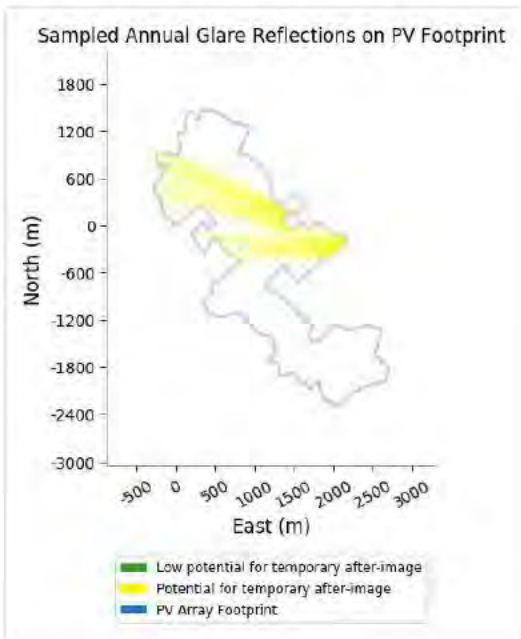 Sampled Annual Glare Reflections on PV Footprint
1800
1200
600
0
-600
-1200
-1800
-2400
-3000
North (m)
-500
0
500
1000
1500
2000
2500
3000
East (m)
Low potential for temporary after-image
Potential for temporary after-image
PV Array Footprint